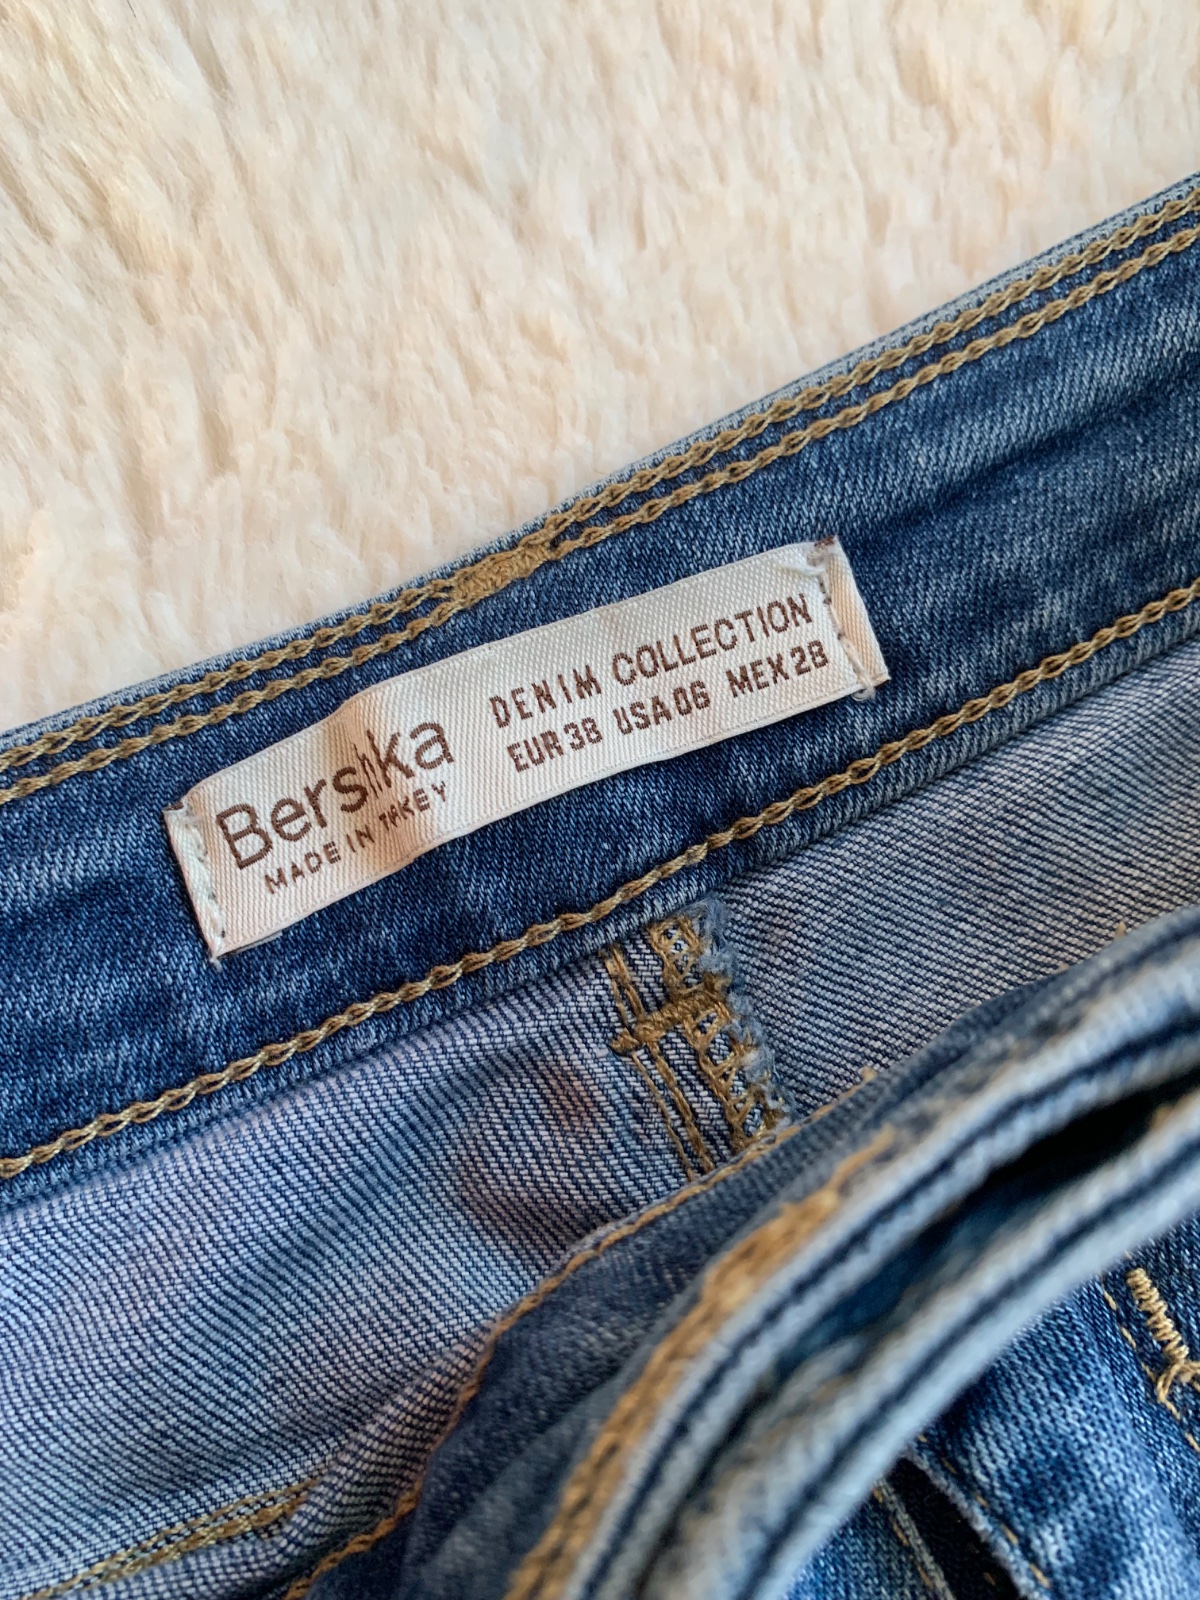 Bershka
MADE IN TURKEY
DENIM COLLECTION
EUR 38 USA 06 MEX 28